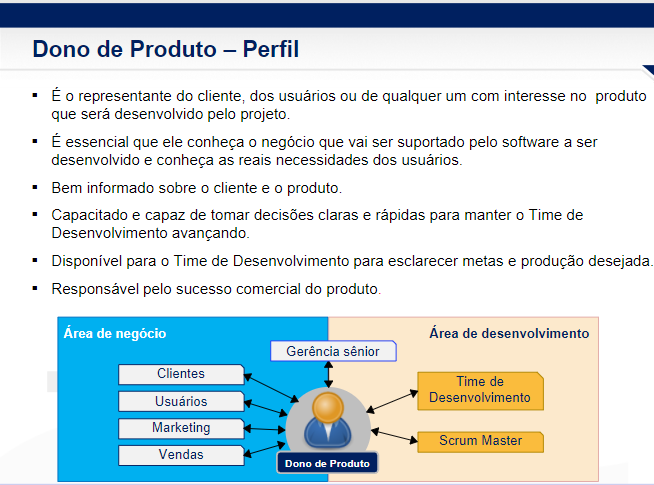 Dono de Produto – Perfil
▪ É o representante do cliente, dos usuários ou de qualquer um com interesse no produto
que será desenvolvido pelo projeto.
▪ É essencial que ele conheça o negócio que vai ser suportado pelo software a ser
desenvolvido e conheça as reais necessidades dos usuários.
▪ Bem informado sobre o cliente e o produto.
▪ Capacitado e capaz de tomar decisões claras e rápidas para manter o Time de
Desenvolvimento avançando.
▪ Disponível para o Time de Desenvolvimento para esclarecer metas e produção desejada.
▪ Responsável pelo sucesso comercial do produto.
Área de negócio
Área de desenvolvimento
Gerência sênior
Clientes
Usuários
Marketing
Vendas
Time de
Desenvolvimento
Scrum Master
Dono de Produto